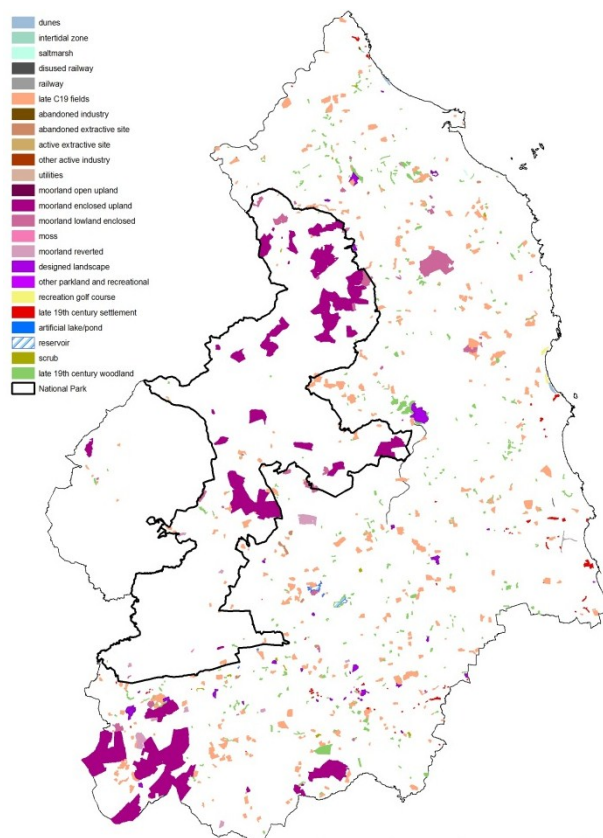 dunes
intertidal zone
saltmarsh
disused railway
railway
late C19 fields
abandoned industry
abandoned extractive site
active extractive site
other active industry
utilities
moorland open upland
moorland enclosed upland
moorland lowland enclosed
moss
moorland reverted
designed landscape
other parkland and recreational
recreation golf course
late 19th century settlement
artificial lake/pond
reservoir
scrub
late 19th century woodland
National Park